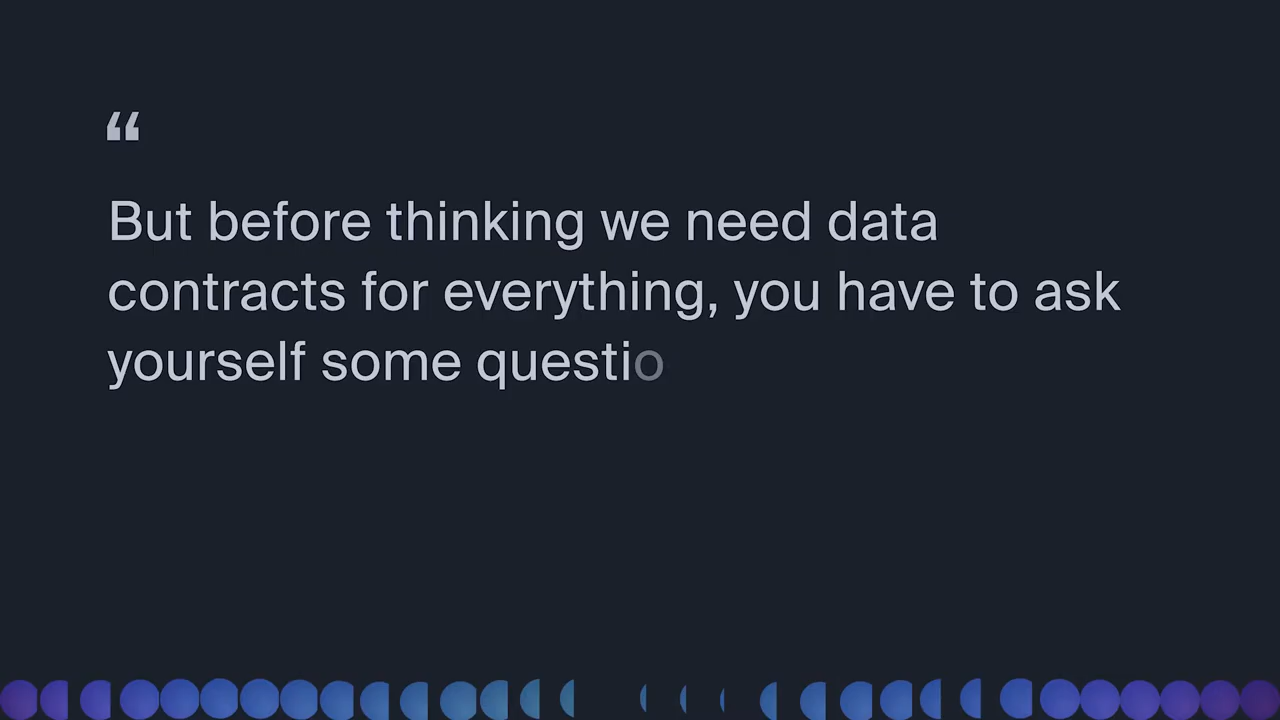 “
But before thinking we need data
contracts for everything, you have to ask
yourself some questio